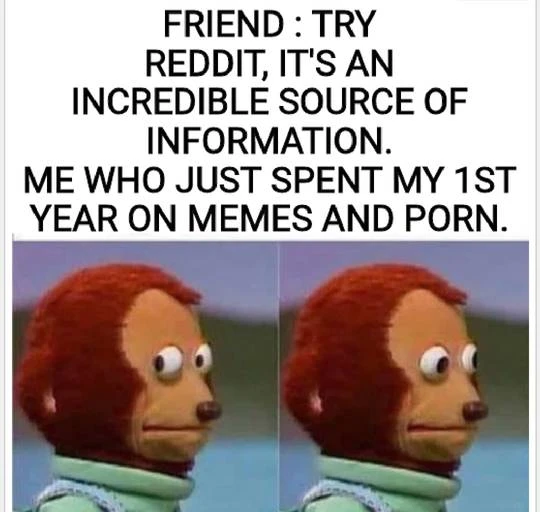 FRIEND : TRY
REDDIT, IT'S AN
INCREDIBLE SOURCE OF
INFORMATION.
ME WHO JUST SPENT MY 1ST
YEAR ON MEMES AND PORN.